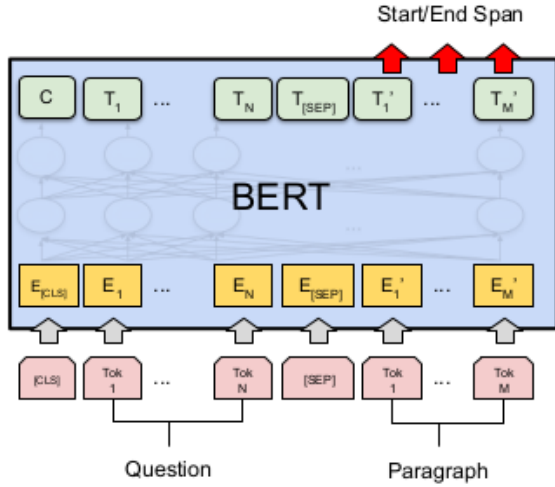 Start/End Span
C T1 ... TN T[SEP] T1' ... TM'
...
BERT
...
E[CLS] E1 ... EN E[SEP] E1' ... EM'
[CLS] Tok 1 ... Tok N [SEP] Tok 1 ... Tok M
Question Paragraph